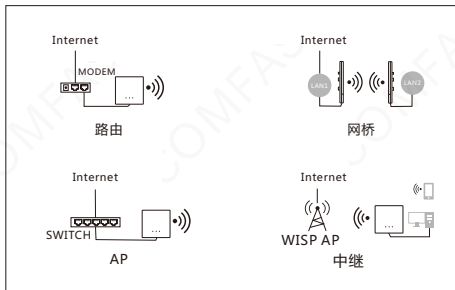 Internet
MODEM
路由
Internet
LAN1
LAN2
网桥
Internet
SWITCH
AP
Internet
WISP AP
中继